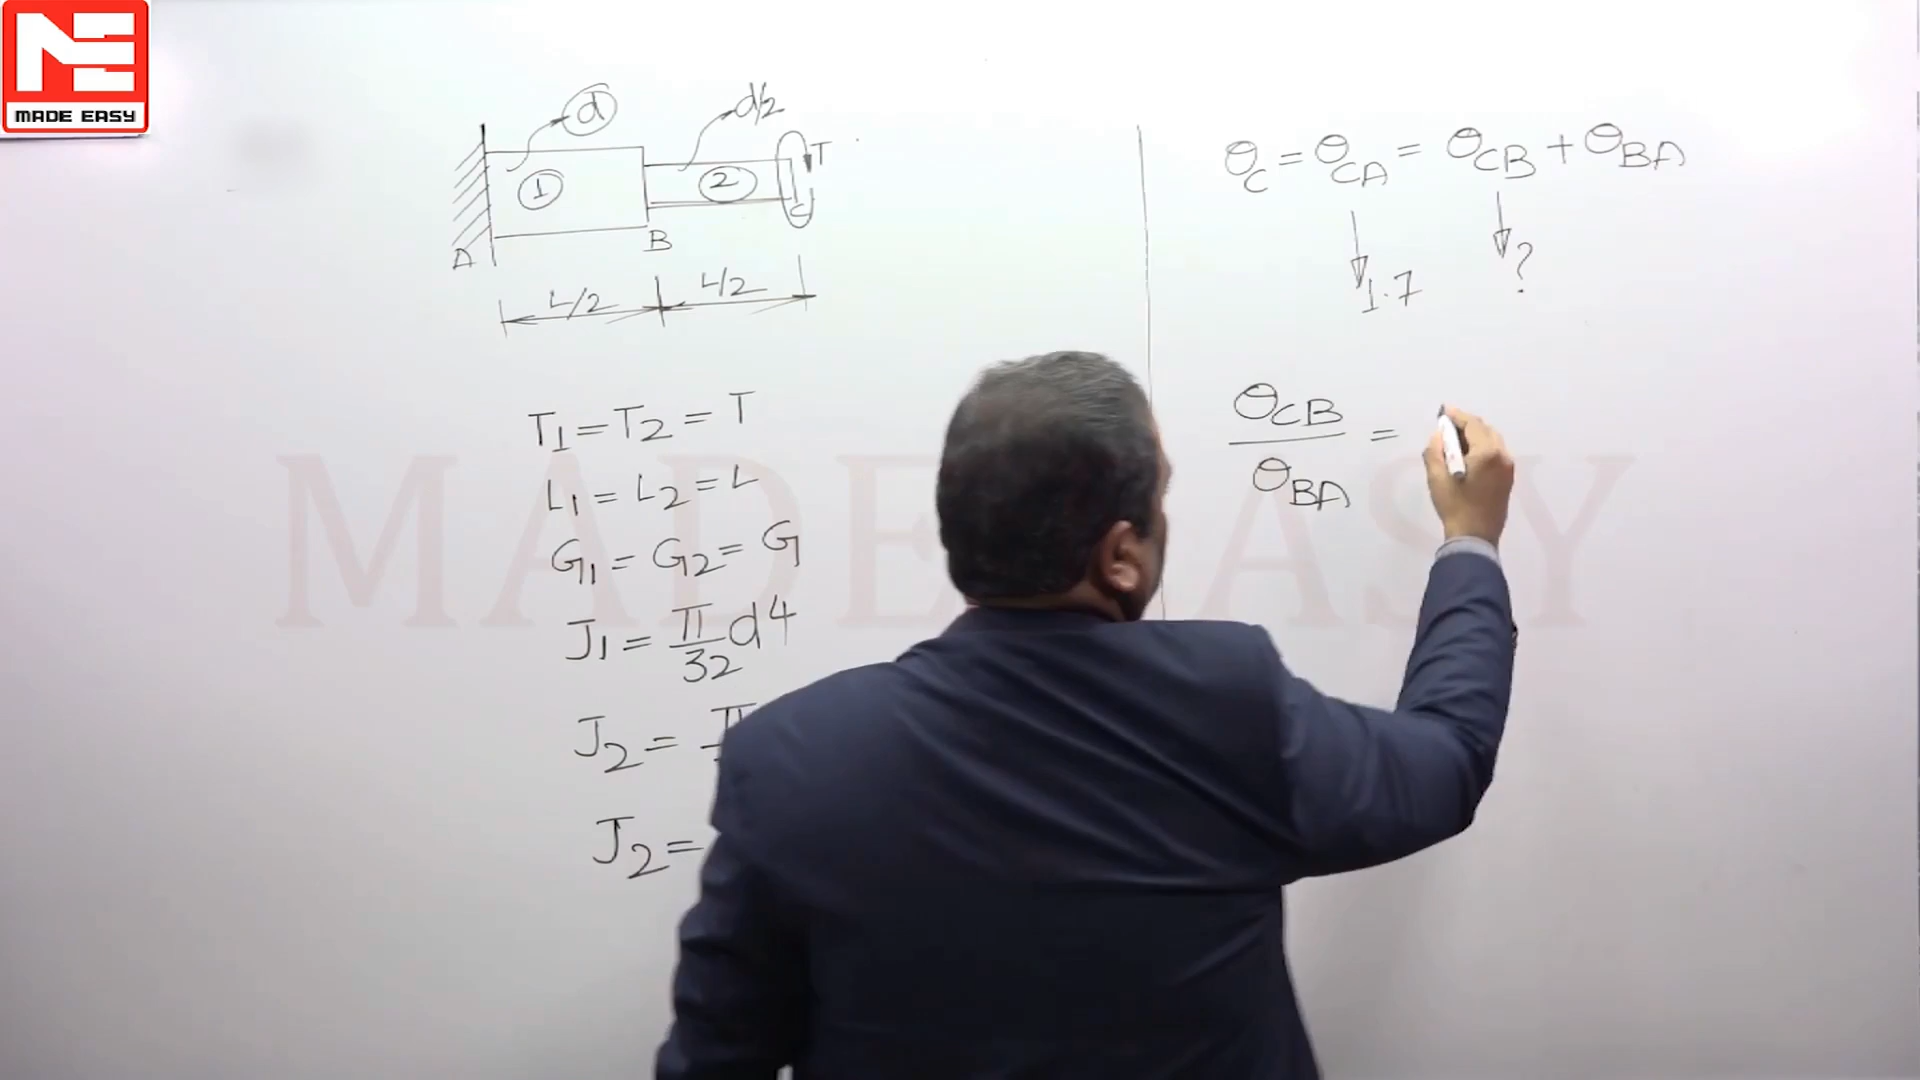 MADE EASY
d
d/2
1
2
T
C
A
B
L/2
L/2
T1 = T2 = T
L1 = L2 = L
G1 = G2 = G
J1 = π/32 d4
J2 = π
J2 =
θC = θCA = θCB + θBA
1.7
?
θCB/θBA =
MADE EASY